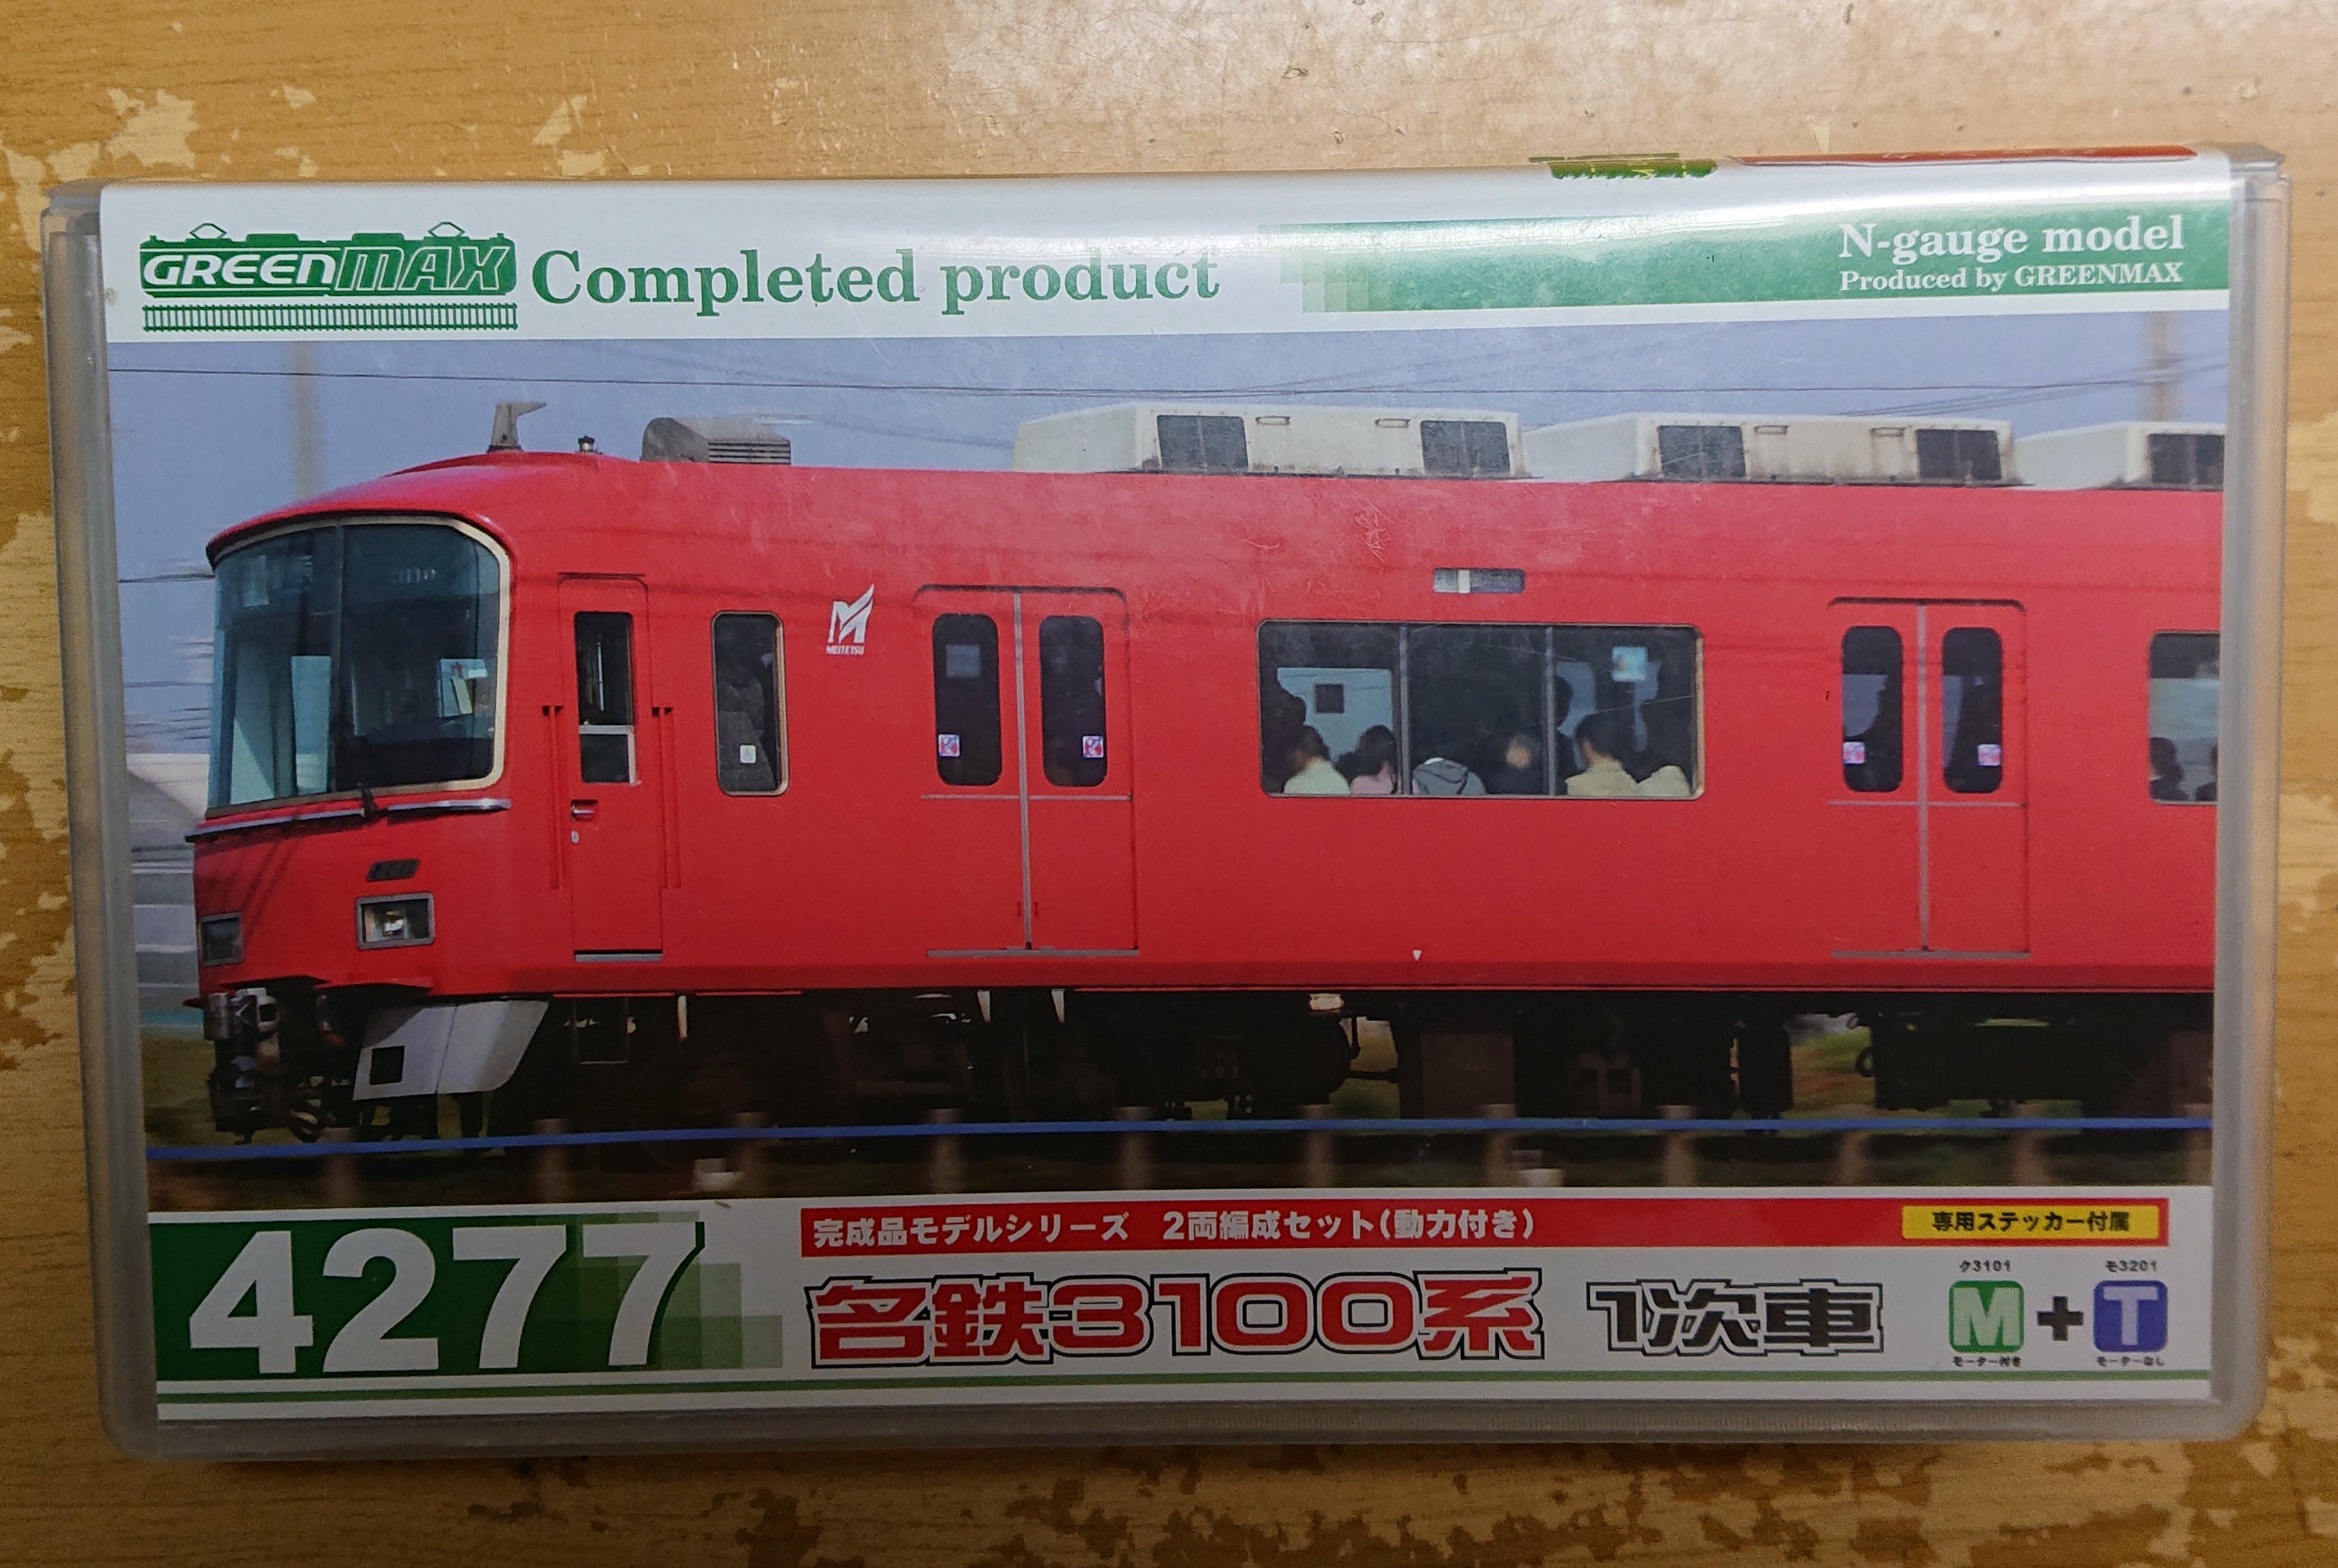 GREENMAX Completed product
N-gauge model
Produced by GREENMAX
3110
MEITETSU
4277
完成品モデルシリーズ 2両編成セット(動力付き)
専用ステッカー付属
名鉄3100系 1次車
ク3101
モ3201
M + T
モーター付き
モーターなし